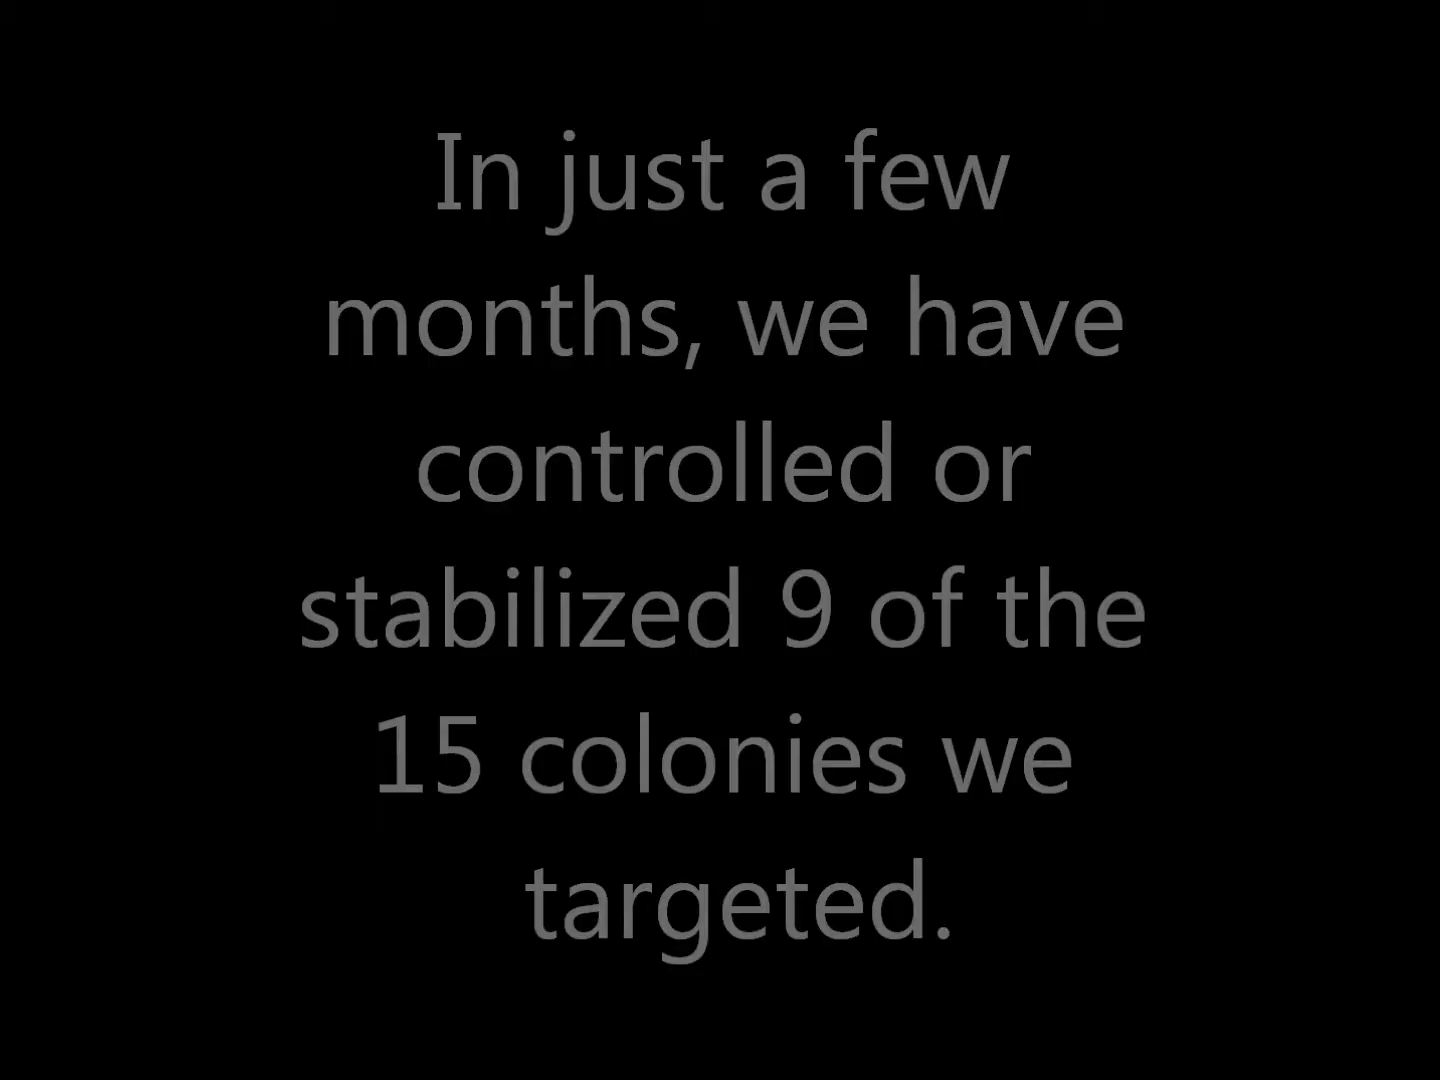 In just a few
months, we have
controlled or
stabilized 9 of the
15 colonies we
targeted.